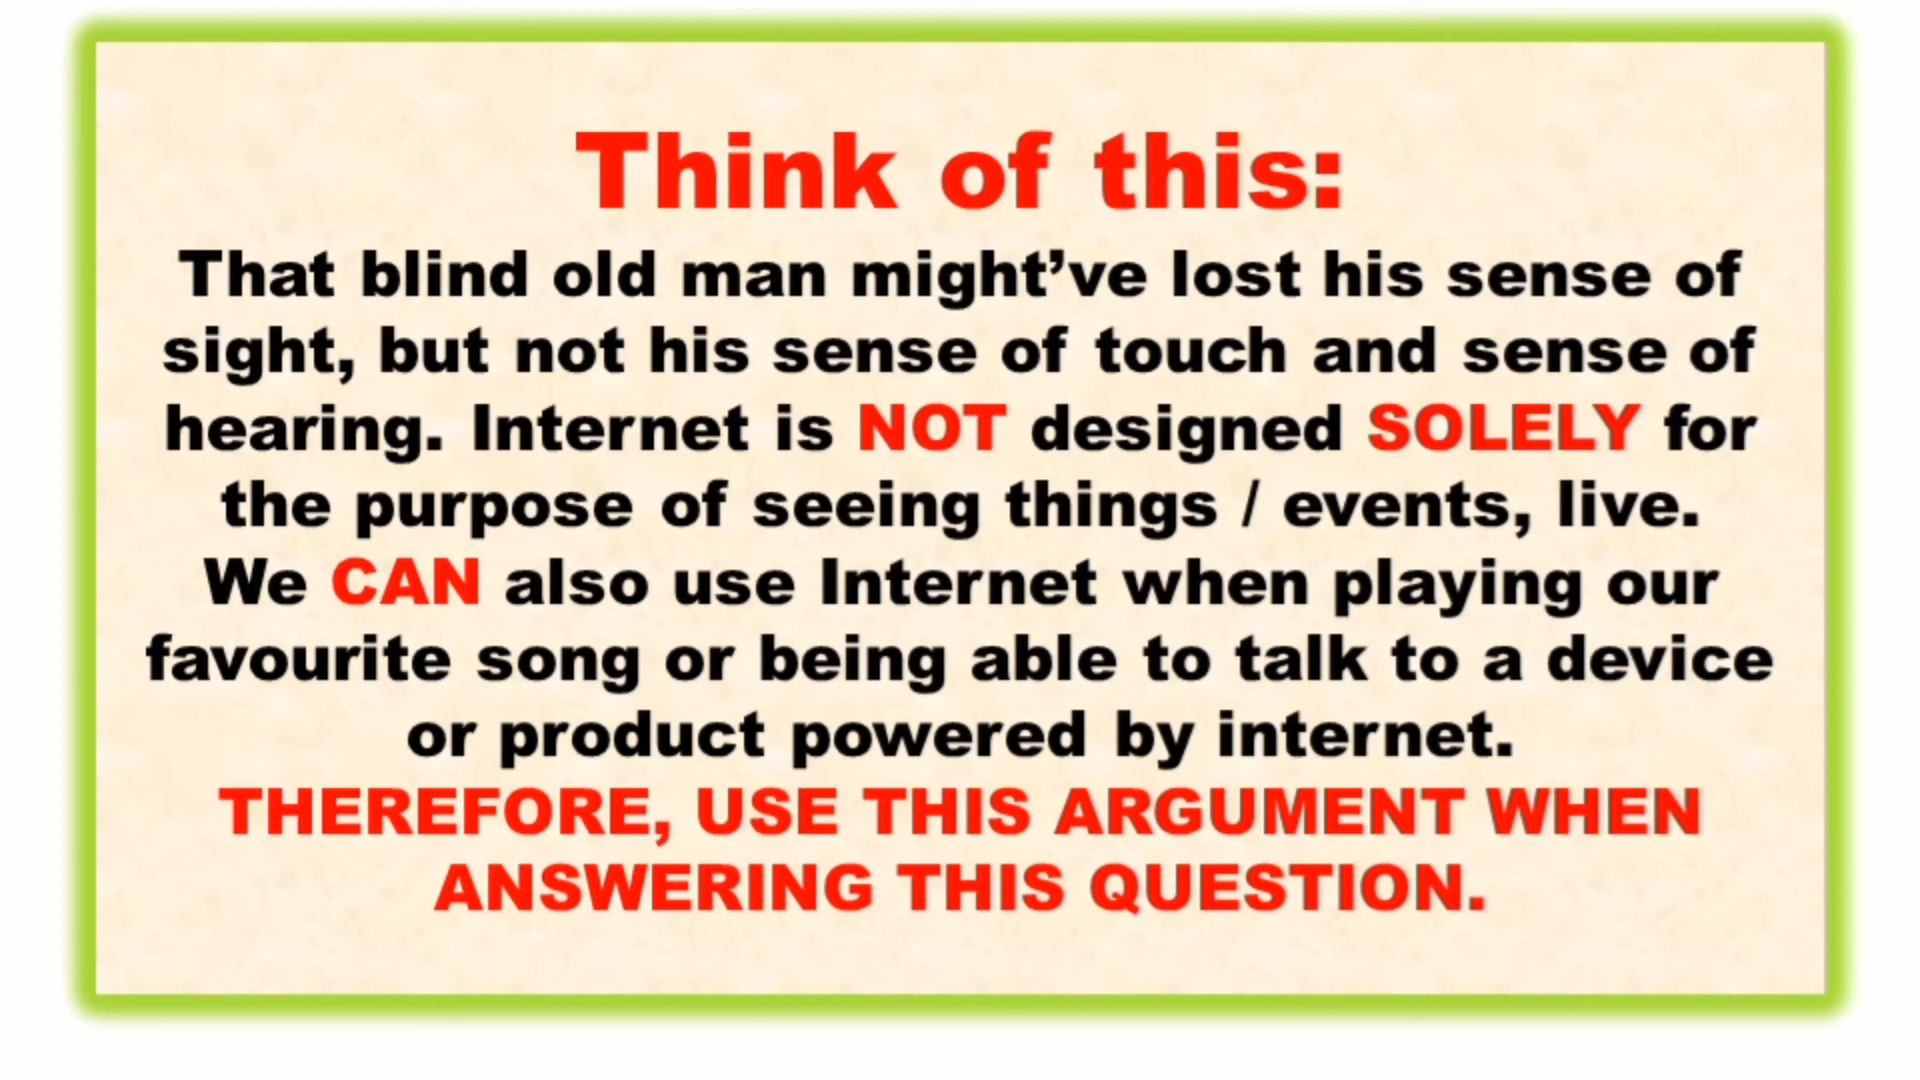 Think of this:
That blind old man might’ve lost his sense of
sight, but not his sense of touch and sense of
hearing. Internet is NOT designed SOLELY for
the purpose of seeing things / events, live.
We CAN also use Internet when playing our
favourite song or being able to talk to a device
or product powered by internet.
THEREFORE, USE THIS ARGUMENT WHEN
ANSWERING THIS QUESTION.